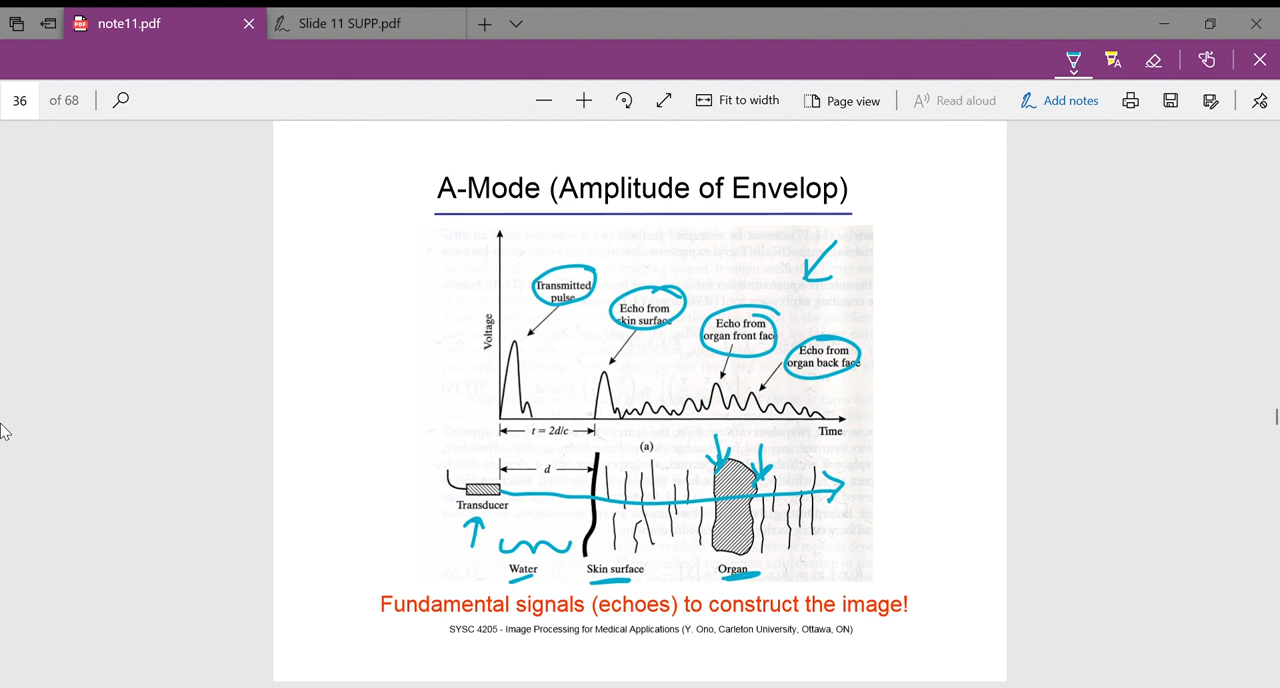 note11.pdf
Slide 11 SUPP.pdf
36 of 68
Fit to width
Page view
Read aloud
Add notes
A-Mode (Amplitude of Envelop)
Transmitted
pulse
Echo from
skin surface
Echo from
organ front face
Echo from
organ back face
Voltage
t = 2d/c
Time
(a)
d
Transducer
Water
Skin surface
Organ
Fundamental signals (echoes) to construct the image!
SYSC 4205 - Image Processing for Medical Applications (Y. Ono, Carleton University, Ottawa, ON)